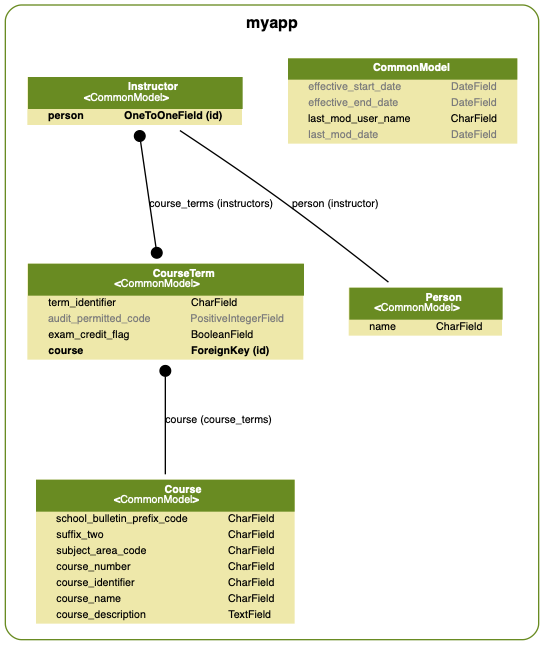 myapp
Instructor
<CommonModel>
person OneToOneField (id)
CommonModel
effective_start_date DateField
effective_end_date DateField
last_mod_user_name CharField
last_mod_date DateField
course_terms (instructors)
person (instructor)
CourseTerm
<CommonModel>
term_identifier CharField
audit_permitted_code PositiveIntegerField
exam_credit_flag BooleanField
course ForeignKey (id)
Person
<CommonModel>
name CharField
course (course_terms)
Course
<CommonModel>
school_bulletin_prefix_code CharField
suffix_two CharField
subject_area_code CharField
course_number CharField
course_identifier CharField
course_name CharField
course_description TextField